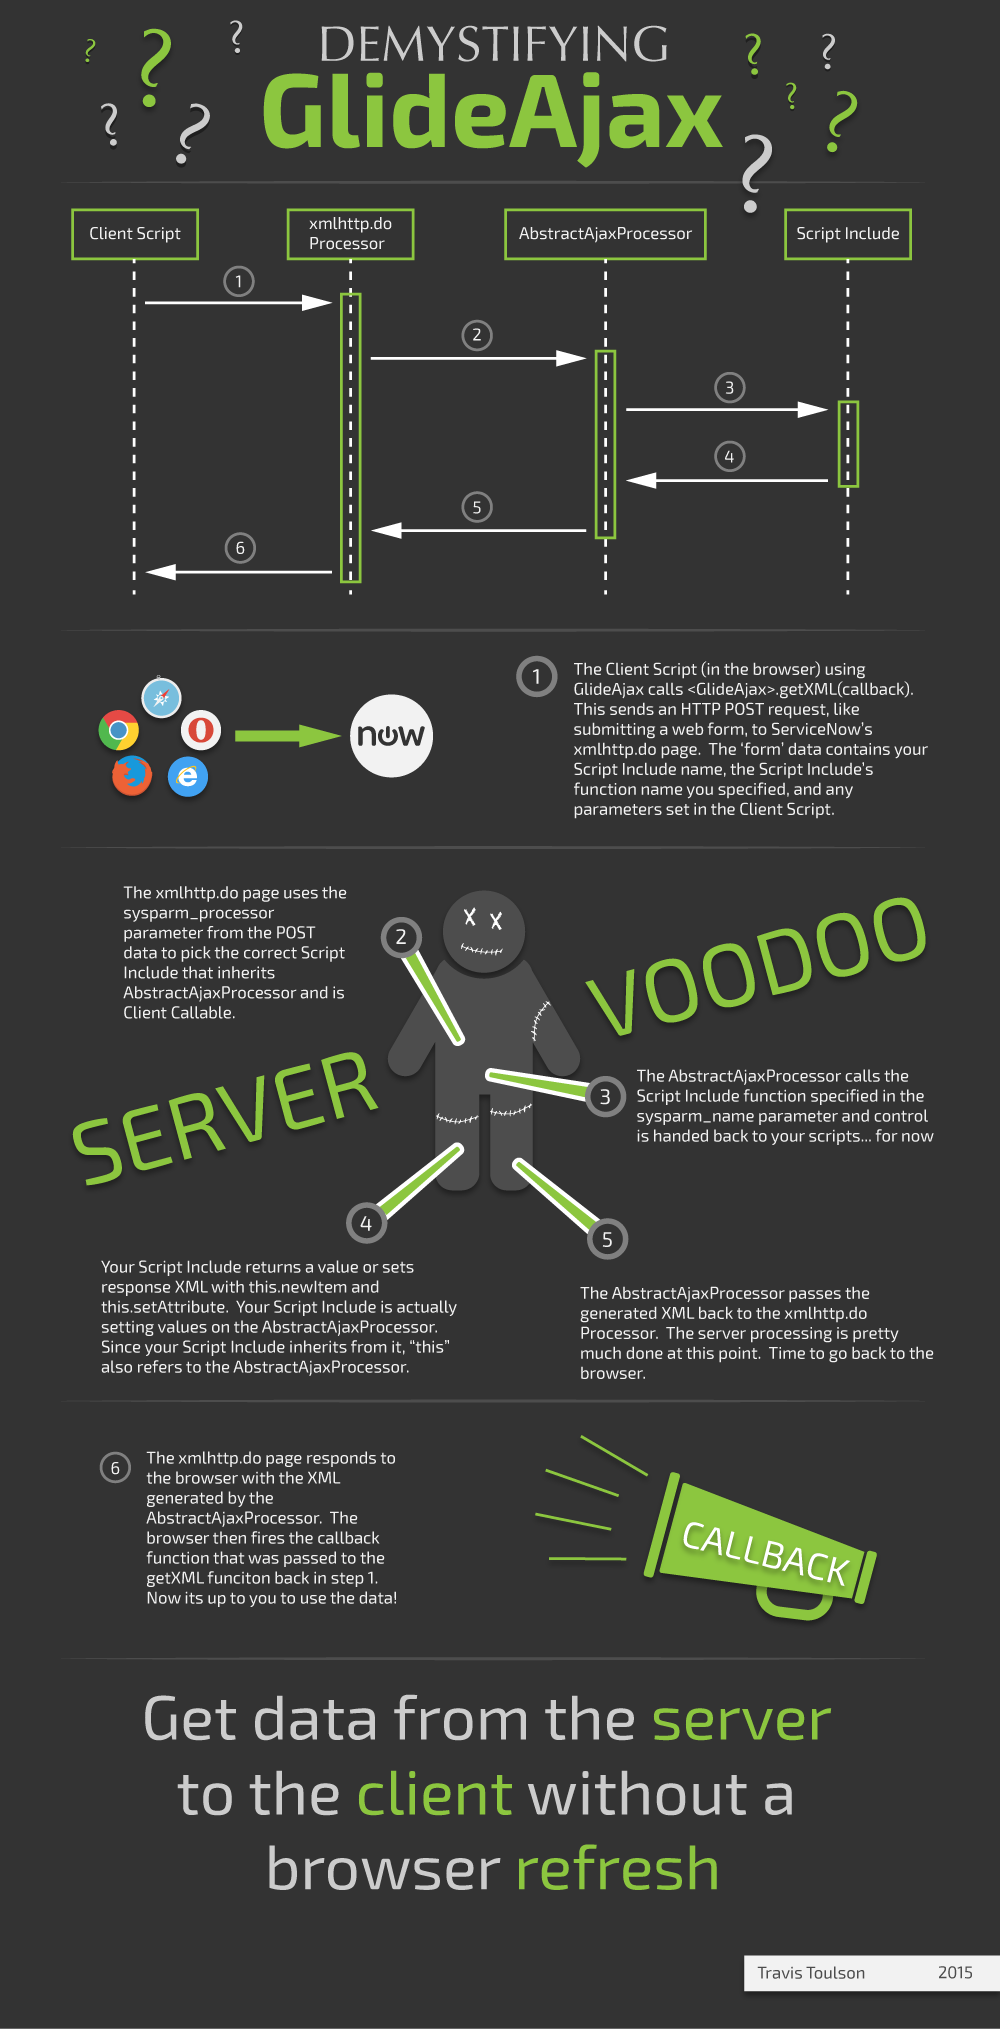 DEMYSTIFYING
GlideAjax
Client Script
xmlhttp.do
Processor
AbstractAjaxProcessor
Script Include
1
2
3
4
5
6
now
1
The Client Script (in the browser) using
GlideAjax calls <GlideAjax>.getXML(callback).
This sends an HTTP POST request, like
submitting a web form, to ServiceNow's
xmlhttp.do page.  The 'form' data contains your
Script Include name, the Script Include's
function name you specified, and any
parameters set in the Client Script.
The xmlhttp.do page uses the
sysparm_processor
parameter from the POST
data to pick the correct Script
Include that inherits
AbstractAjaxProcessor and is
Client Callable.
2
SERVER
VOODOO
3
The AbstractAjaxProcessor calls the
Script Include function specified in the
sysparm_name parameter and control
is handed back to your scripts... for now
4
Your Script Include returns a value or sets
response XML with this.newItem and
this.setAttribute.  Your Script Include is actually
setting values on the AbstractAjaxProcessor.
Since your Script Include inherits from it, “this”
also refers to the AbstractAjaxProcessor.
5
The AbstractAjaxProcessor passes the
generated XML back to the xmlhttp.do
Processor.  The server processing is pretty
much done at this point.  Time to go back to the
browser.
6
The xmlhttp.do page responds to
the browser with the XML
generated by the
AbstractAjaxProcessor.  The
browser then fires the callback
function that was passed to the
getXML funciton back in step 1.
Now its up to you to use the data!
CALLBACK
Get data from the server
to the client without a
browser refresh
Travis Toulson
2015